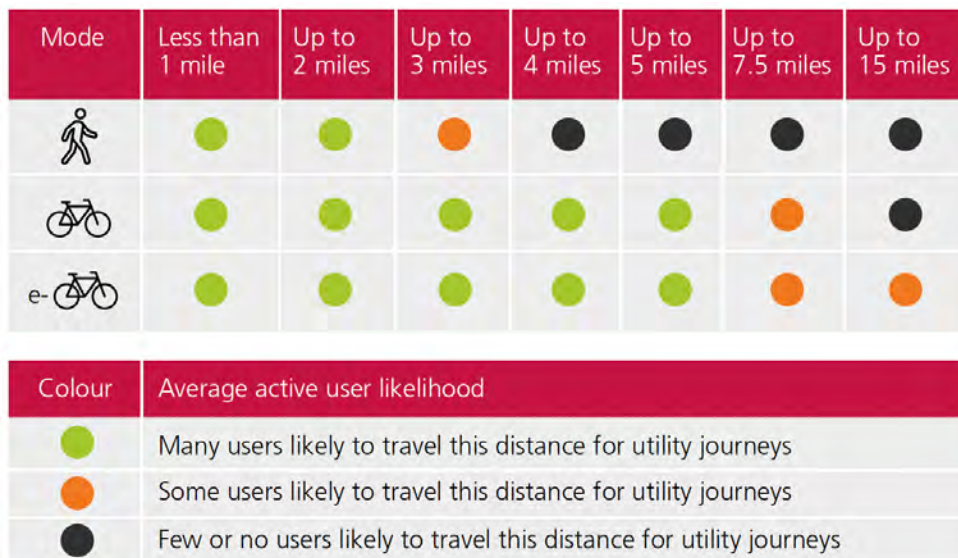 Mode
Less than
1 mile
Up to
2 miles
Up to
3 miles
Up to
4 miles
Up to
5 miles
Up to
7.5 miles
Up to
15 miles
e-
Colour
Average active user likelihood
Many users likely to travel this distance for utility journeys
Some users likely to travel this distance for utility journeys
Few or no users likely to travel this distance for utility journeys